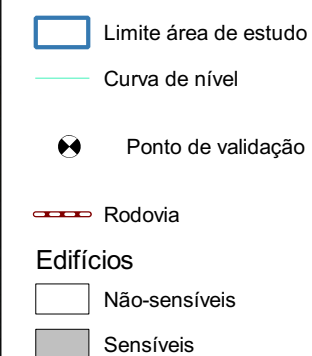 Limite área de estudo
Curva de nível
Ponto de validação
Rodovia
Edifícios
Não-sensíveis
Sensíveis